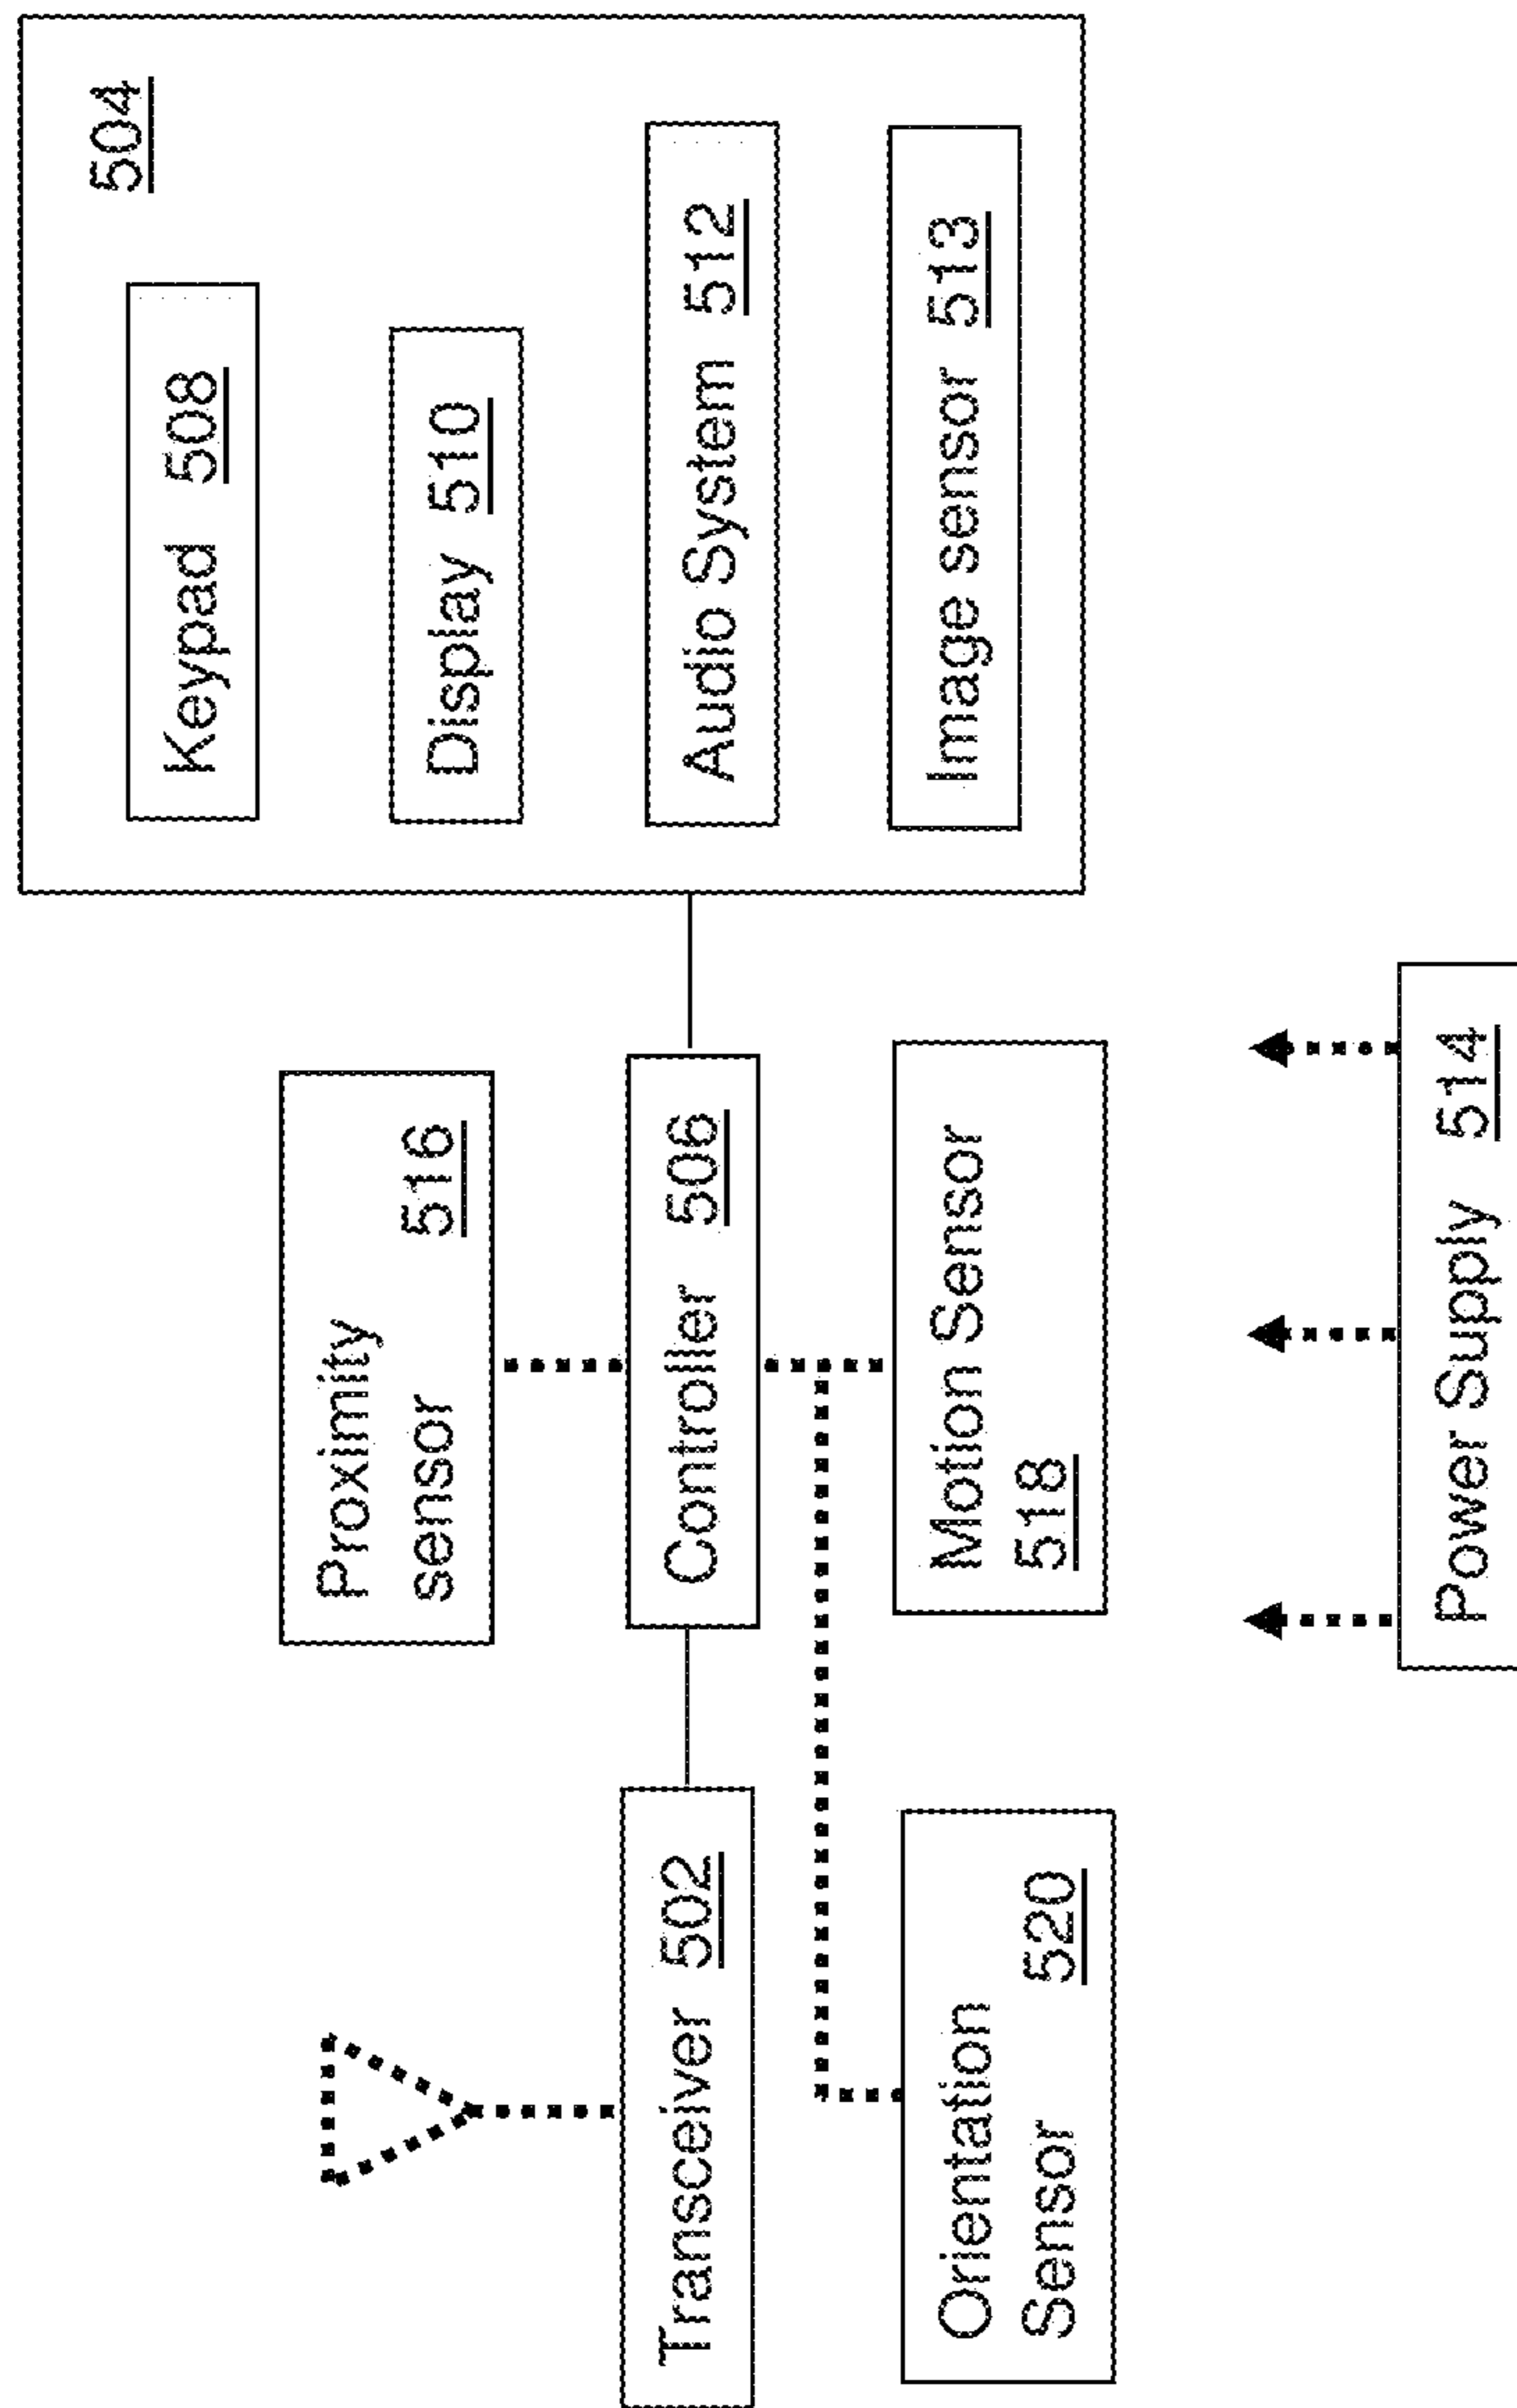 504
Keypad 508
Display 510
Audio System 512
Image sensor 513
Proximity
sensor 516
Controller 506
Motion Sensor
518
Transceiver 502
Orientation
Sensor 520
Power Supply 514